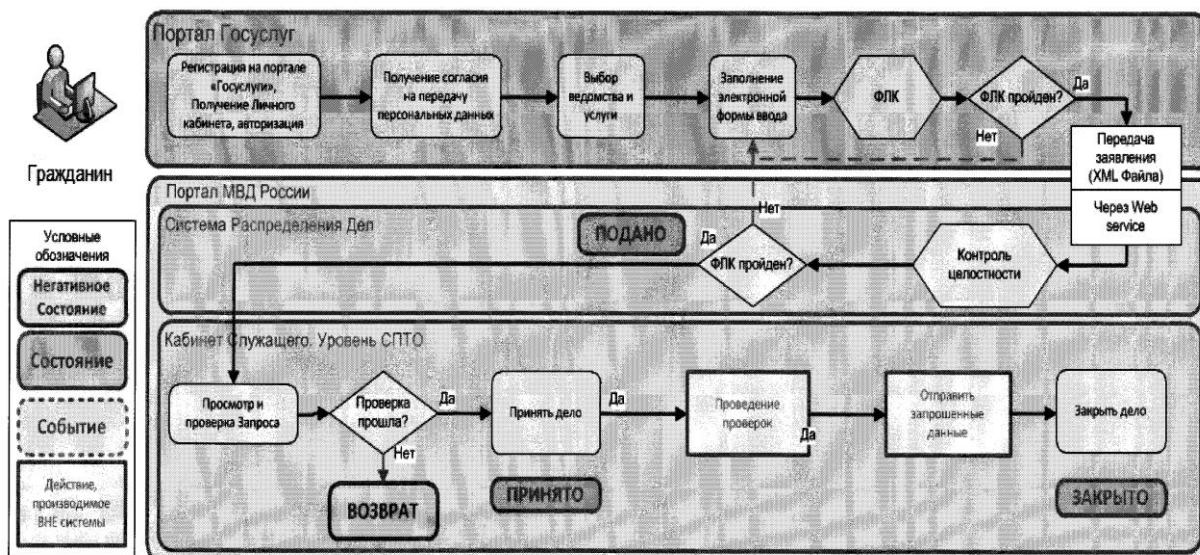 Портал Госуслуг
Регистрация на портале
«Госуслуги»,
Получение Личного
кабинета, авторизация
Получение согласия
на передачу
персональных данных
Выбор
ведомства и
услуги
Заполнение
электронной
формы ввода
ФЛК
ФЛК пройден?
Да
Нет
Передача
заявления
(XML Файла)
Через Web
service
Гражданин
Портал МВД России
Система Распределения Дел
ПОДАНО
Нет
Да
ФЛК пройден?
Контроль
целостности
Условные
обозначения
Негативное
Состояние
Состояние
Событие
Действие,
производимое
ВНЕ системы
Кабинет Служащего. Уровень СПТО
Просмотр и
проверка Запроса
Проверка
прошла?
Да
Нет
ВОЗВРАТ
Принять дело
Да
ПРИНЯТО
Проведение
проверок
Да
Отправить
запрошенные
данные
Закрыть дело
ЗАКРЫТО